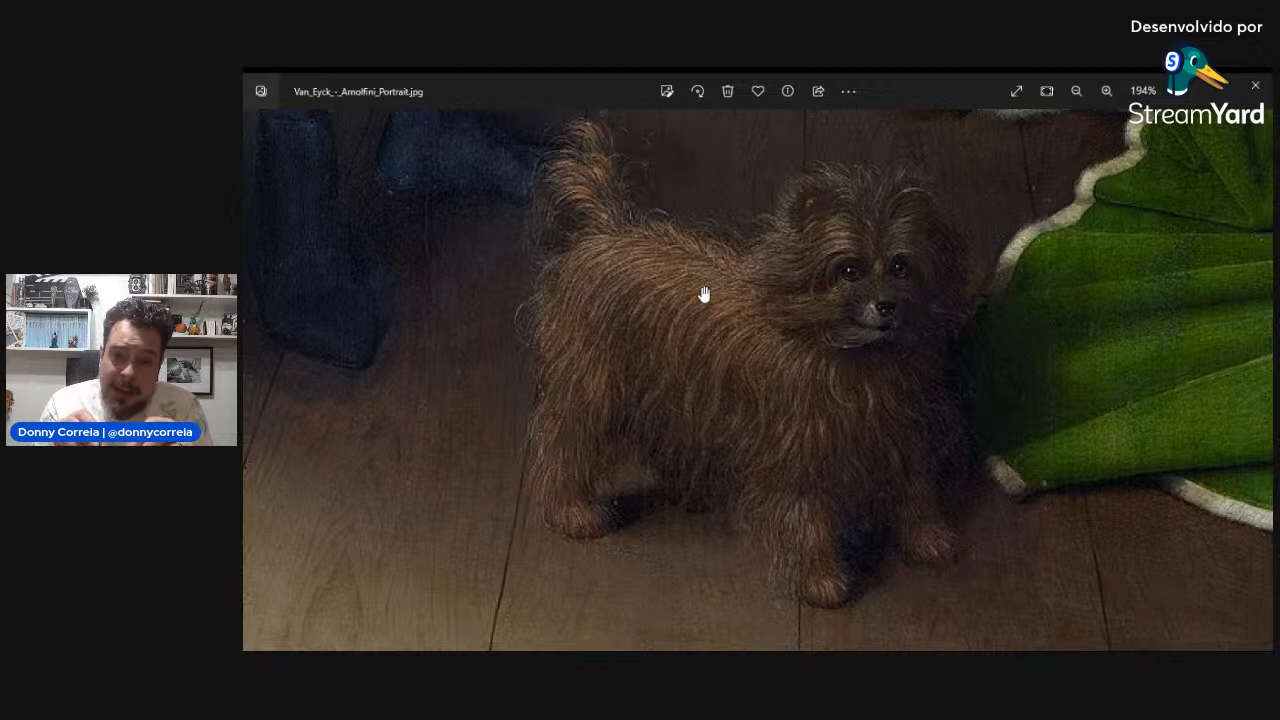 Desenvolvido por
StreamYard
Van_Eyck_-_Arnolfini_Portrait.jpg
194%
Donny Correia | @donnycorreia